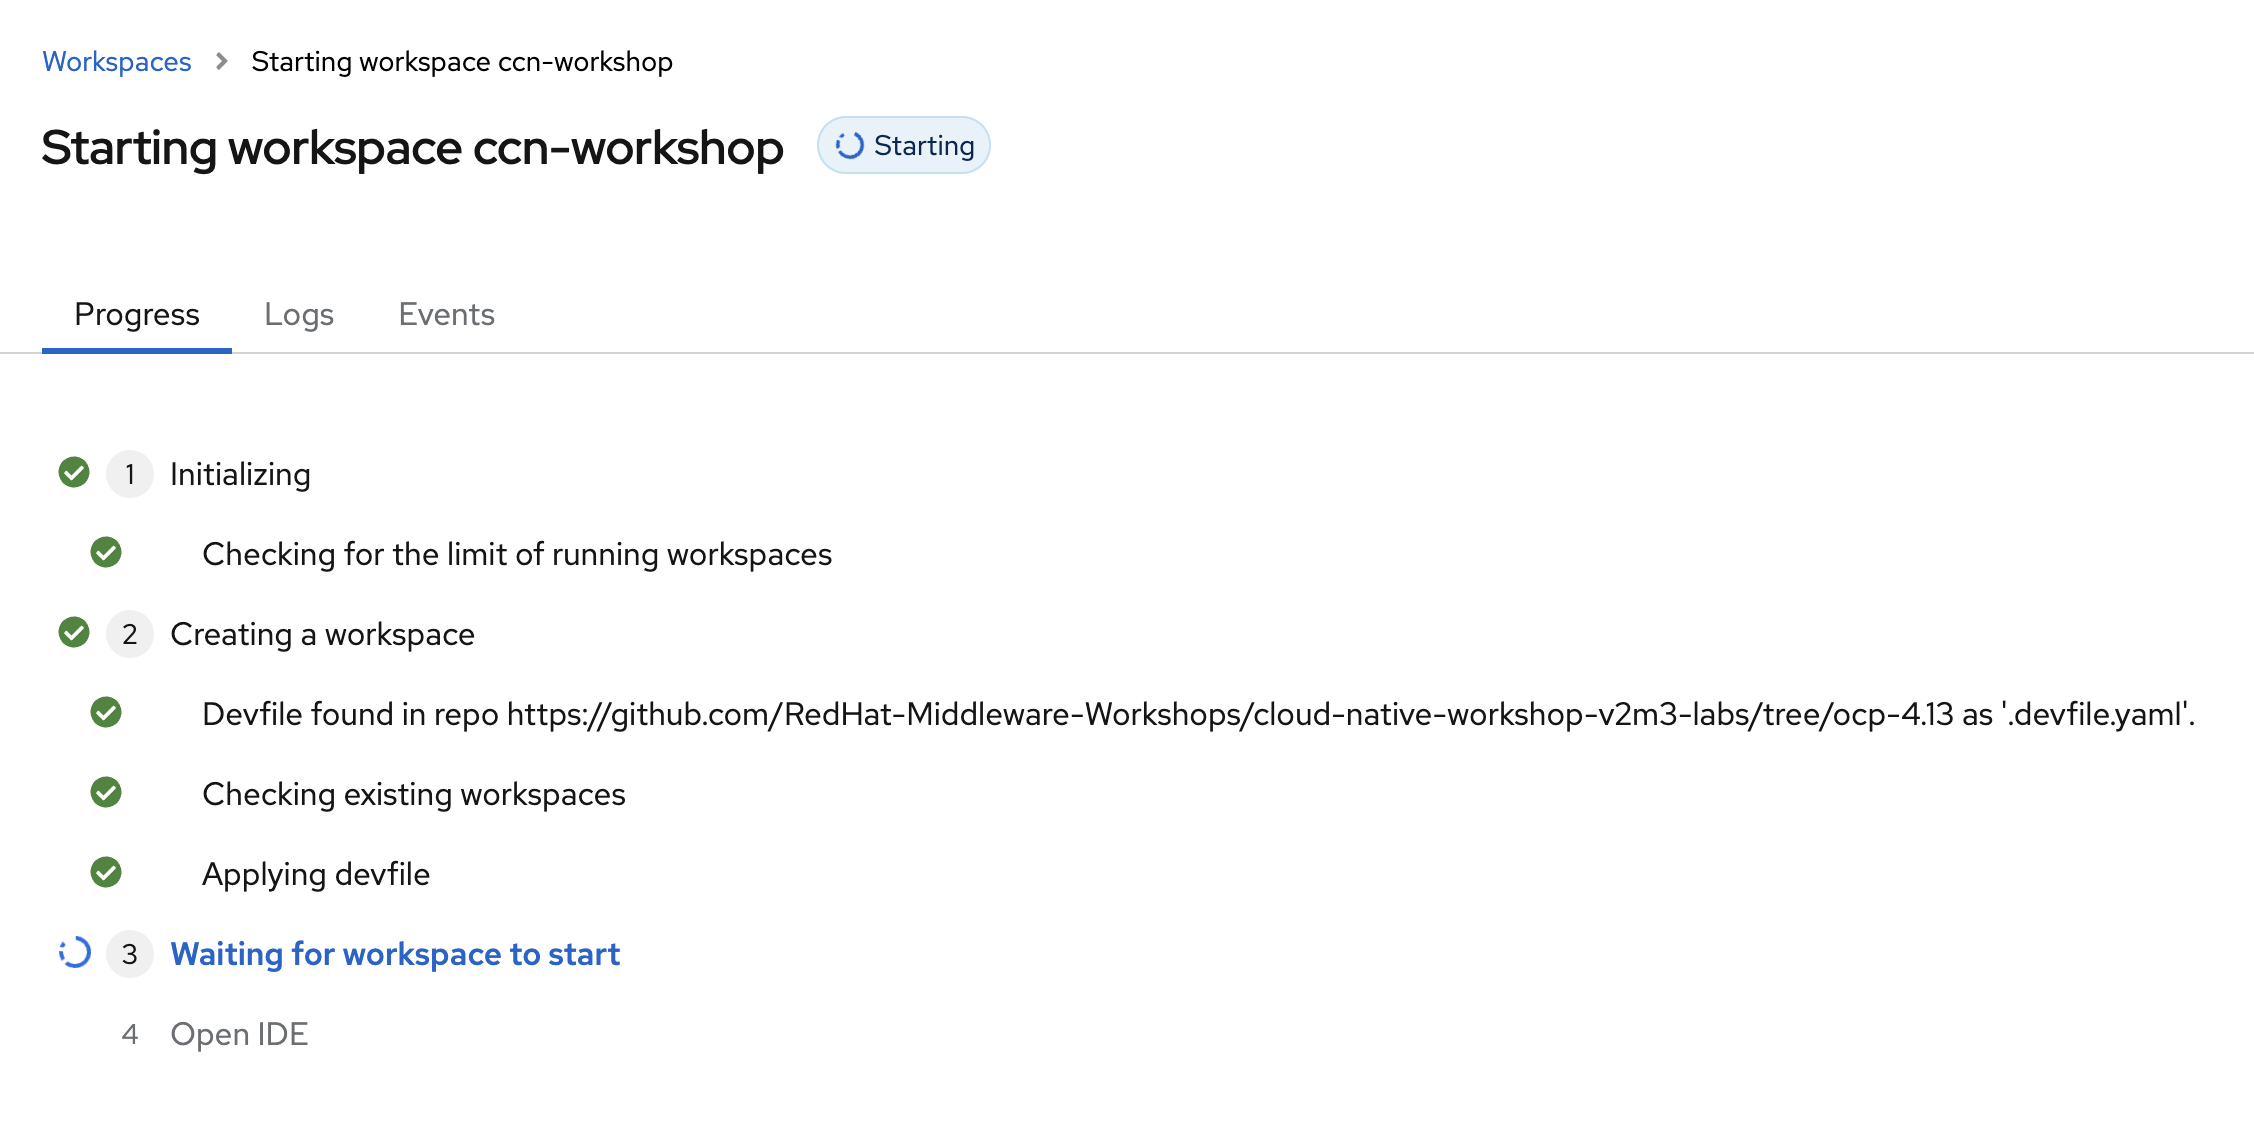 Workspaces > Starting workspace ccn-workshop
Starting workspace ccn-workshop Starting
Progress Logs Events
1 Initializing
Checking for the limit of running workspaces
2 Creating a workspace
Devfile found in repo https://github.com/RedHat-Middleware-Workshops/cloud-native-workshop-v2m3-labs/tree/ocp-4.13 as '.devfile.yaml'.
Checking existing workspaces
Applying devfile
3 Waiting for workspace to start
4 Open IDE